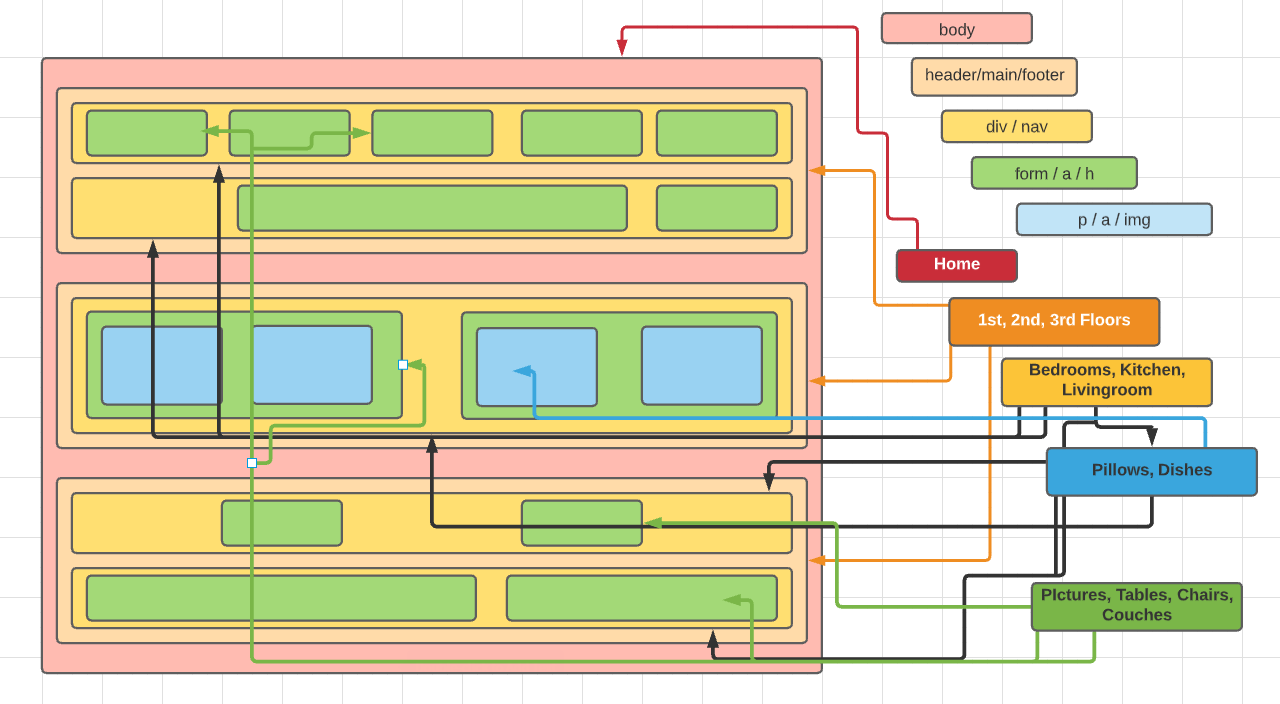 body
header/main/footer
div / nav
form / a / h
p / a / img
Home
1st, 2nd, 3rd Floors
Bedrooms, Kitchen,
Livingroom
Pillows, Dishes
PIctures, Tables, Chairs,
Couches